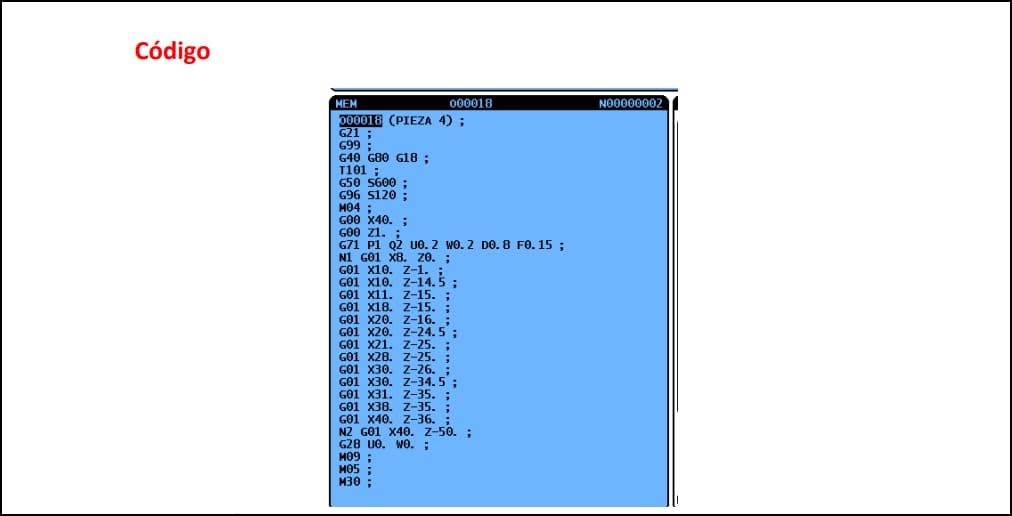 Código
MEM O00018 N00000002
O00018 (PIEZA 4) ;
G21 ;
G99 ;
G40 G80 G18 ;
T101 ;
G50 S600 ;
G96 S120 ;
M04 ;
G00 X40. ;
G00 Z1. ;
G71 P1 Q2 U0.2 W0.2 D0.8 F0.15 ;
N1 G01 X8. Z0. ;
G01 X10. Z-1. ;
G01 X10. Z-14.5 ;
G01 X11. Z-15. ;
G01 X18. Z-15. ;
G01 X20. Z-16. ;
G01 X20. Z-24.5 ;
G01 X21. Z-25. ;
G01 X28. Z-25. ;
G01 X30. Z-26. ;
G01 X30. Z-34.5 ;
G01 X31. Z-35. ;
G01 X38. Z-35. ;
G01 X40. Z-36. ;
N2 G01 X40. Z-50. ;
G28 U0. W0. ;
M09 ;
M05 ;
M30 ;